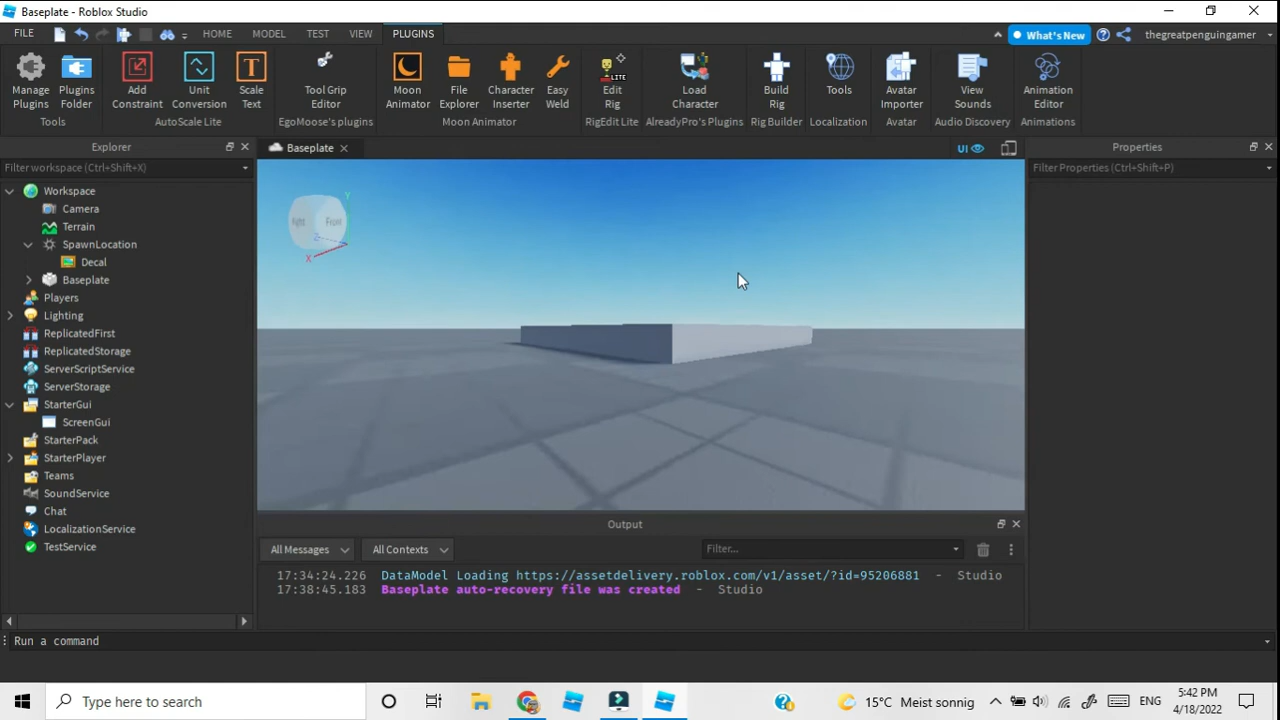 Baseplate - Roblox Studio
FILE HOME MODEL TEST VIEW PLUGINS What's New thegreatpenguingamer
Manage Plugins
Plugins Folder
Tools
Add Constraint
Unit Conversion
Scale Text
AutoScale Lite
Tool Grip Editor
EgoMoose's plugins
Moon Animator
File Explorer
Character Inserter
Easy Weld
Moon Animator
LITE
Edit Rig
RigEdit Lite
Load Character
AlreadyPro's Plugins
Build Rig
Rig Builder
Tools
Localization
Avatar Importer
Avatar
View Sounds
Audio Discovery
Animation Editor
Animations
Explorer
Filter workspace (Ctrl+Shift+X)
Workspace
Camera
Terrain
SpawnLocation
Decal
Baseplate
Players
Lighting
ReplicatedFirst
ReplicatedStorage
ServerScriptService
ServerStorage
StarterGui
ScreenGui
StarterPack
StarterPlayer
Teams
SoundService
Chat
LocalizationService
TestService
Baseplate
UI
Right Front
Y
Z
X
Properties
Filter Properties (Ctrl+Shift+P)
Output
All Messages All Contexts Filter...
17:34:24.226 DataModel Loading https://assetdelivery.roblox.com/v1/asset/?id=95206881 - Studio
17:38:45.183 Baseplate auto-recovery file was created - Studio
Run a command
Type here to search
15°C Meist sonnig
ENG
5:42 PM
4/18/2022